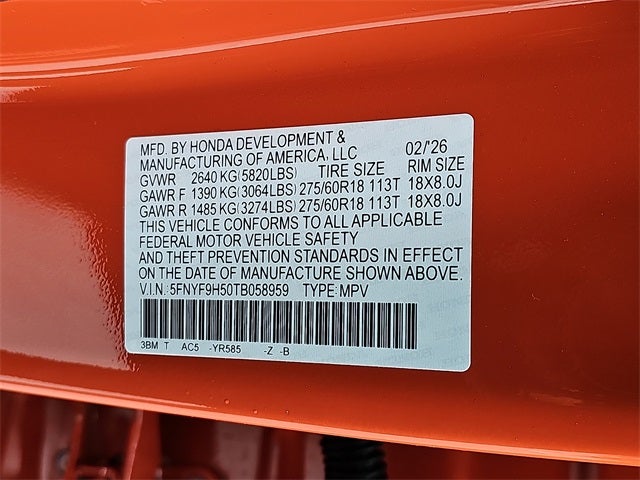 MFD. BY HONDA DEVELOPMENT &
MANUFACTURING OF AMERICA, LLC 02/'26
GVWR 2640 KG(5820LBS) TIRE SIZE RIM SIZE
GAWR F 1390 KG(3064LBS) 275/60R18 113T 18X8.0J
GAWR R 1485 KG(3274LBS) 275/60R18 113T 18X8.0J
THIS VEHICLE CONFORMS TO ALL APPLICABLE
FEDERAL MOTOR VEHICLE SAFETY
AND THEFT PREVENTION STANDARDS IN EFFECT
ON THE DATE OF MANUFACTURE SHOWN ABOVE.
V.I.N. 5FNYF9H50TB058959 TYPE: MPV
3BM T AC5 -YR585 -Z -B